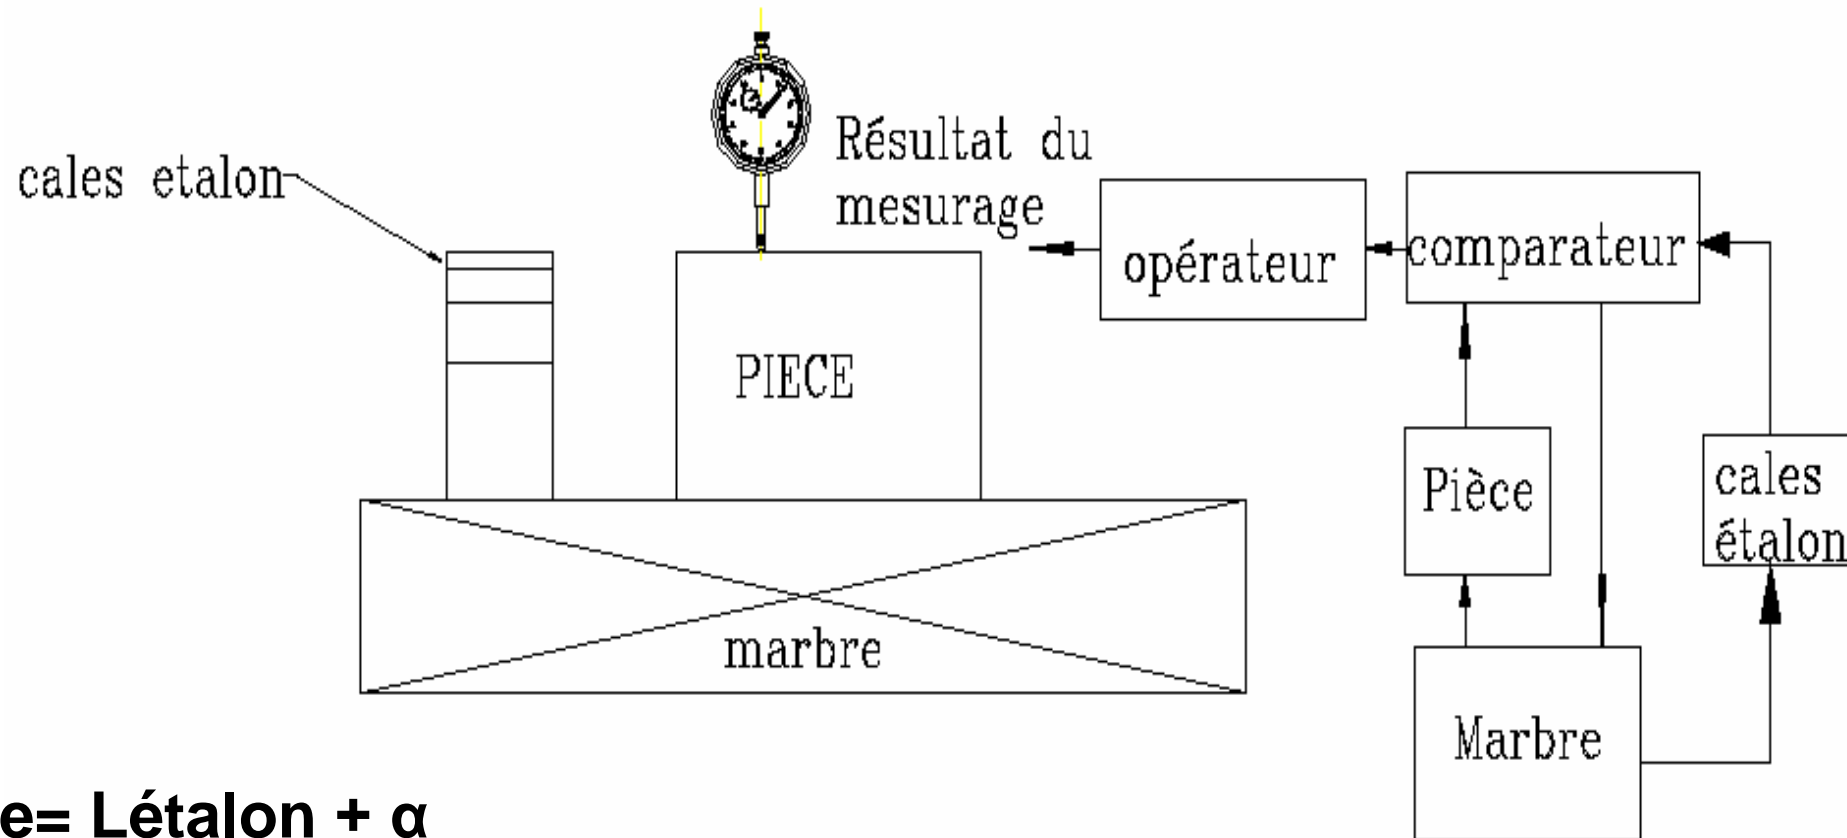 cales etalon
Résultat du
mesurage
PIECE
marbre
opérateur
comparateur
Pièce
cales
étalon
Marbre
e= Létalon + α